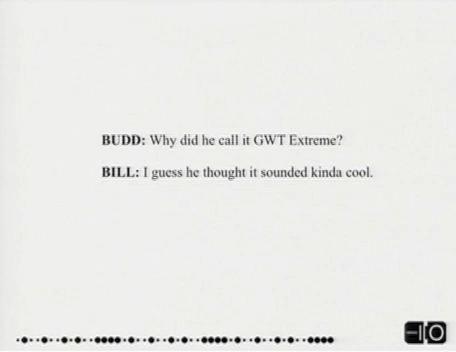 BUDD: Why did he call it GWT Extreme?
BILL: I guess he thought it sounded kinda cool.
I/O